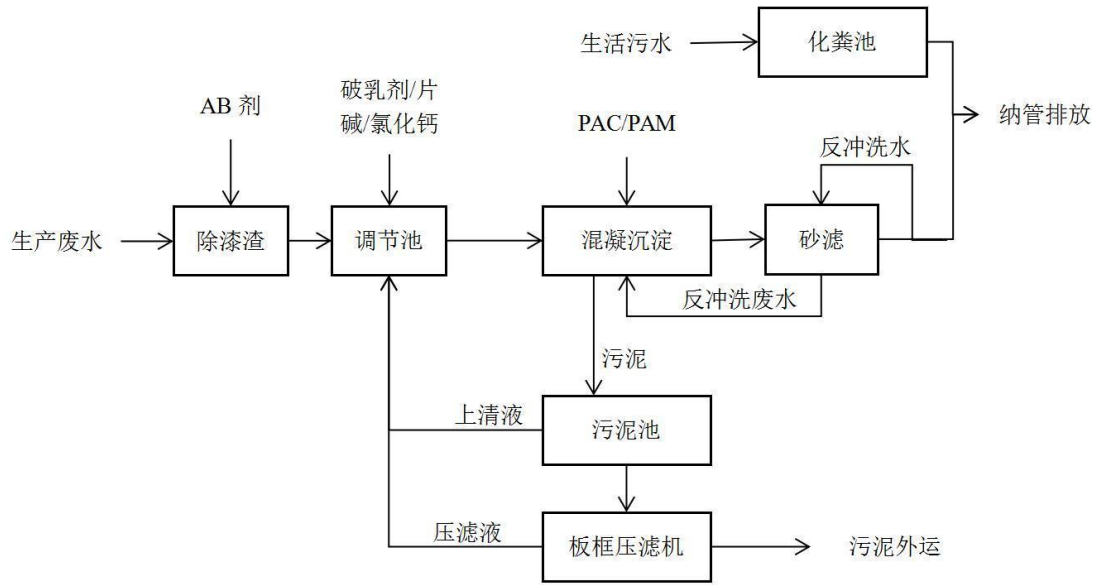 生活污水
化粪池
AB 剂
破乳剂/片
碱/氯化钙
PAC/PAM
纳管排放
反冲洗水
生产废水
除漆渣
调节池
混凝沉淀
砂滤
反冲洗废水
污泥
上清液
污泥池
压滤液
板框压滤机
污泥外运